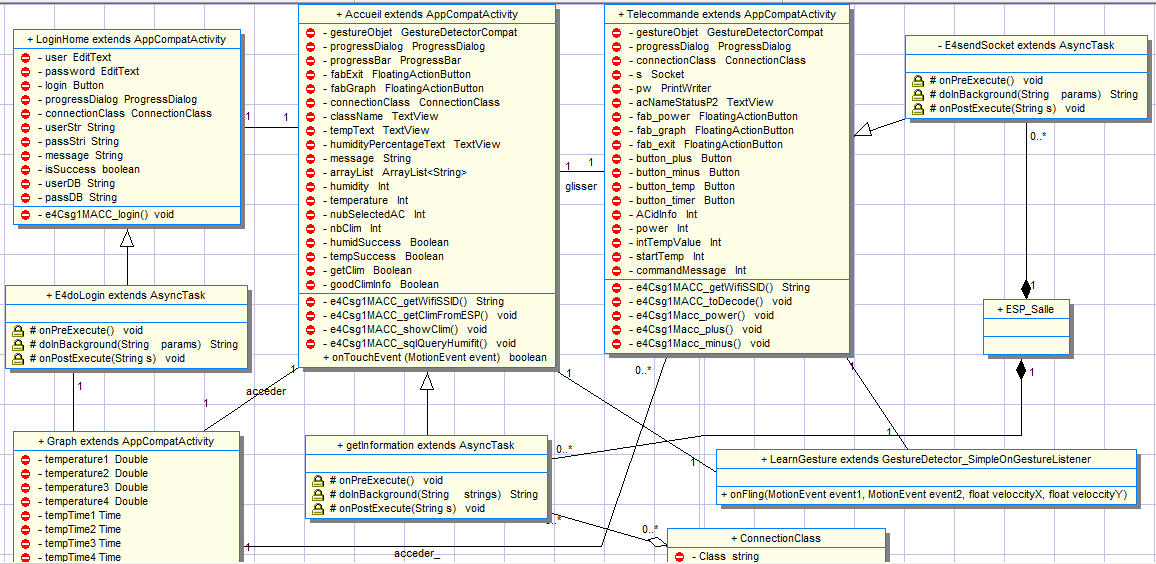 + LoginHome extends AppCompatActivity
- user EditText
- password EditText
- login Button
- progressDialog ProgressDialog
- connectionClass ConnectionClass
- userStr String
- passStri String
- message String
- isSuccess boolean
- userDB String
- passDB String
- e4Csg1MACC_login() void
1
1
+ Accueil extends AppCompatActivity
- gestureObjet GestureDetectorCompat
- progressDialog ProgressDialog
- progressBar ProgressBar
- fabExit FloatingActionButton
- fabGraph FloatingActionButton
- connectionClass ConnectionClass
- className TextView
- tempText TextView
- humidityPercentageText TextView
- message String
- arrayList ArrayList<String>
- humidity Int
- temperature Int
- nubSelectedAC Int
- nbClim Int
- humidSuccess Boolean
- tempSuccess Boolean
- getClim Boolean
- goodClimInfo Boolean
- e4Csg1MACC_getWifiSSID() String
- e4Csg1MACC_getClimFromESP() void
- e4Csg1MACC_showClim() void
- e4Csg1MACC_sqlQueryHumifit() void
+ onTouchEvent (MotionEvent event) boolean
1
1
glisser
+ Telecommande extends AppCompatActivity
- gestureObjet GestureDetectorCompat
- progressDialog ProgressDialog
- connectionClass ConnectionClass
- s Socket
- pw PrintWriter
- acNameStatusP2 TextView
- fab_power FloatingActionButton
- fab_graph FloatingActionButton
- fab_exit FloatingActionButton
- button_plus Button
- button_minus Button
- button_temp Button
- button_timer Button
- ACidInfo Int
- power Int
- intTempValue Int
- startTemp Int
- commandMessage Int
- e4Csg1MACC_getWifiSSID() String
- e4Csg1MACC_toDecode() void
- e4Csg1Macc_power() void
- e4Csg1Macc_plus() void
- e4Csg1Macc_minus() void
- E4sendSocket extends AsyncTask
# onPreExecute() void
# doInBackground(String params) String
# onPostExecute(String s) void
0..*
1
+ ESP_Salle
1
+ E4doLogin extends AsyncTask
# onPreExecute() void
# doInBackground(String params) String
# onPostExecute(String s) void
1
1
acceder
1
1
0..*
1
+ Graph extends AppCompatActivity
- temperature1 Double
- temperature2 Double
- temperature3 Double
- temperature4 Double
- tempTime1 Time
- tempTime2 Time
- tempTime3 Time
- tempTime4 Time
+ getInformation extends AsyncTask
# onPreExecute() void
# doInBackground(String strings) String
# onPostExecute(String s) void
0..*
1
1
+ LearnGesture extends GestureDetector_SimpleOnGestureListener
+ onFling(MotionEvent event1, MotionEvent event2, float veloccityX, float veloccityY)
0..*
1
acceder_
+ ConnectionClass
- Class string